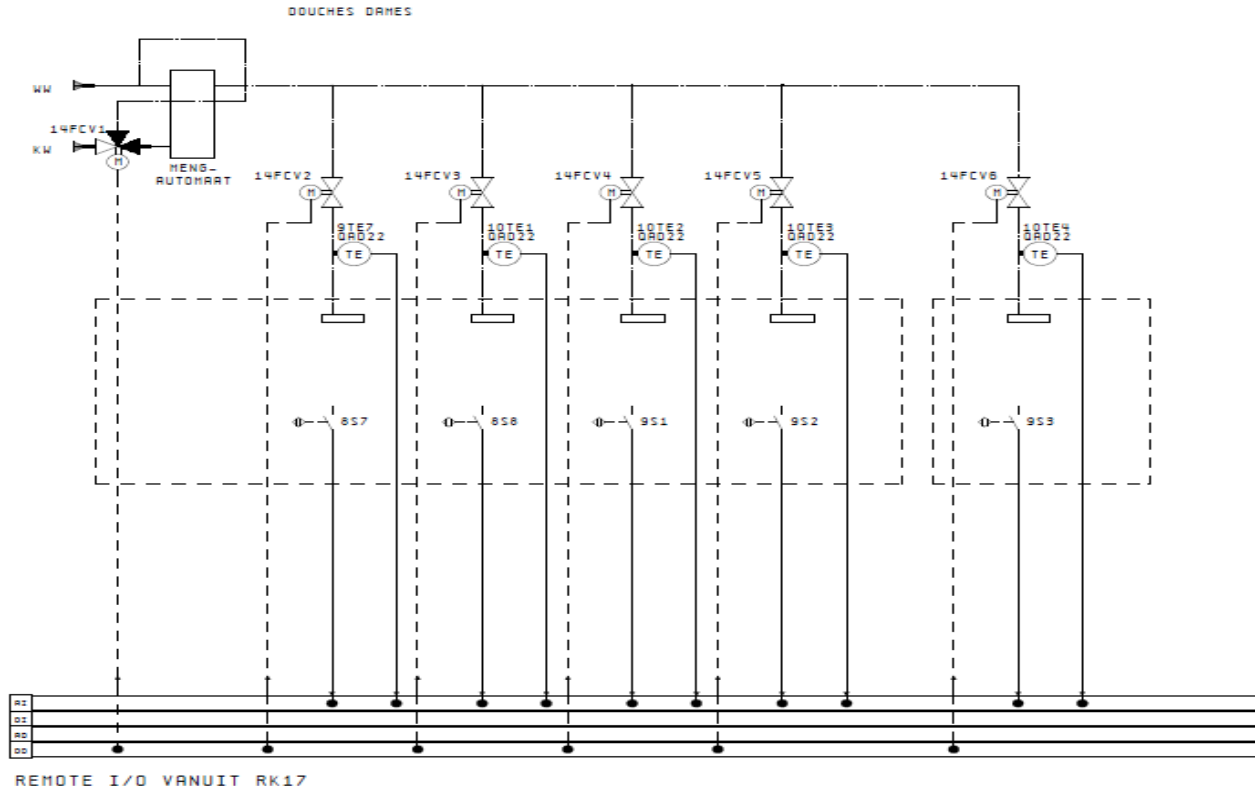 DOUCHES DAMES
WW
14FCV1
KW
M
MENG-
AUTOMAAT
14FCV2 14FCV3 14FCV4 14FCV5 14FCV6
M M M M M
9TE7 10TE1 10TE2 10TE3 10TE4
QAD22 QAD22 QAD22 QAD22 QAD22
TE TE TE TE TE
8S7 8S8 9S1 9S2 9S3
AI
DI
AO
DO
REMOTE I/O VANUIT RK17